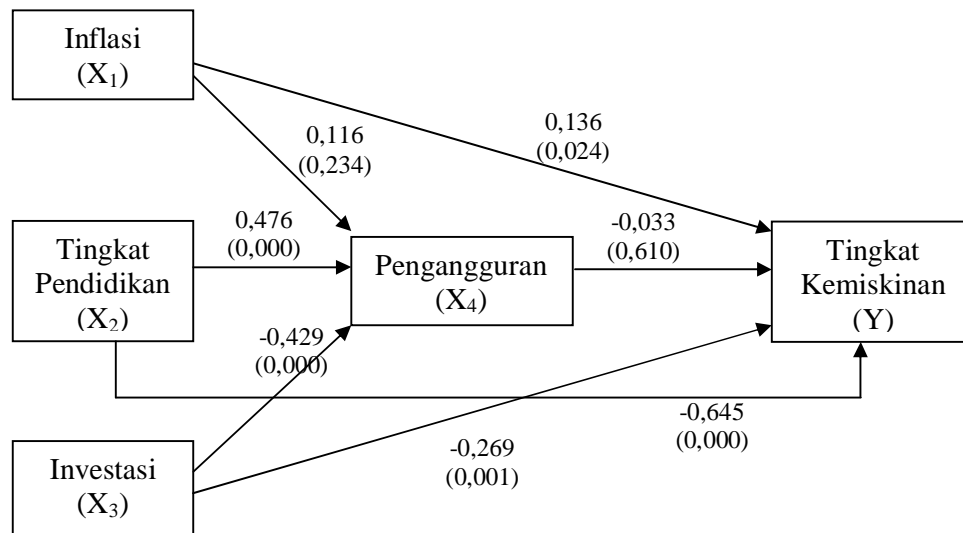 Inflasi
(X₁)
0,116
(0,234)
0,136
(0,024)
Tingkat
Pendidikan
(X₂)
0,476
(0,000)
Pengangguran
(X₄)
-0,033
(0,610)
Tingkat
Kemiskinan
(Y)
-0,429
(0,000)
-0,645
(0,000)
-0,269
(0,001)
Investasi
(X₃)